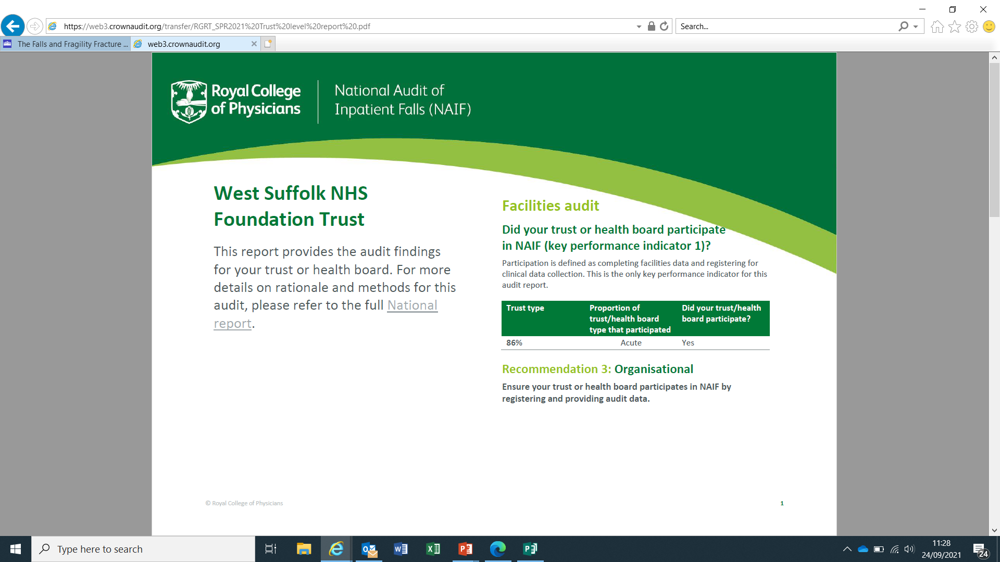 https://web3.crownaudit.org/transfer/RGRT_SPR2021%20Trust%20level%20report%20.pdf
Search...
The Falls and Fragility Fracture ...
web3.crownaudit.org
Royal College
of Physicians
National Audit of
Inpatient Falls (NAIF)
West Suffolk NHS
Foundation Trust
This report provides the audit findings
for your trust or health board. For more
details on rationale and methods for this
audit, please refer to the full National
report.
Facilities audit
Did your trust or health board participate
in NAIF (key performance indicator 1)?
Participation is defined as completing facilities data and registering for
clinical data collection. This is the only key performance indicator for this
audit report.
Trust type
Proportion of
trust/health board
type that participated
Did your trust/health
board participate?
86% Acute Yes
Recommendation 3: Organisational
Ensure your trust or health board participates in NAIF by
registering and providing audit data.
© Royal College of Physicians
1
Type here to search
11:28
24/09/2021
24